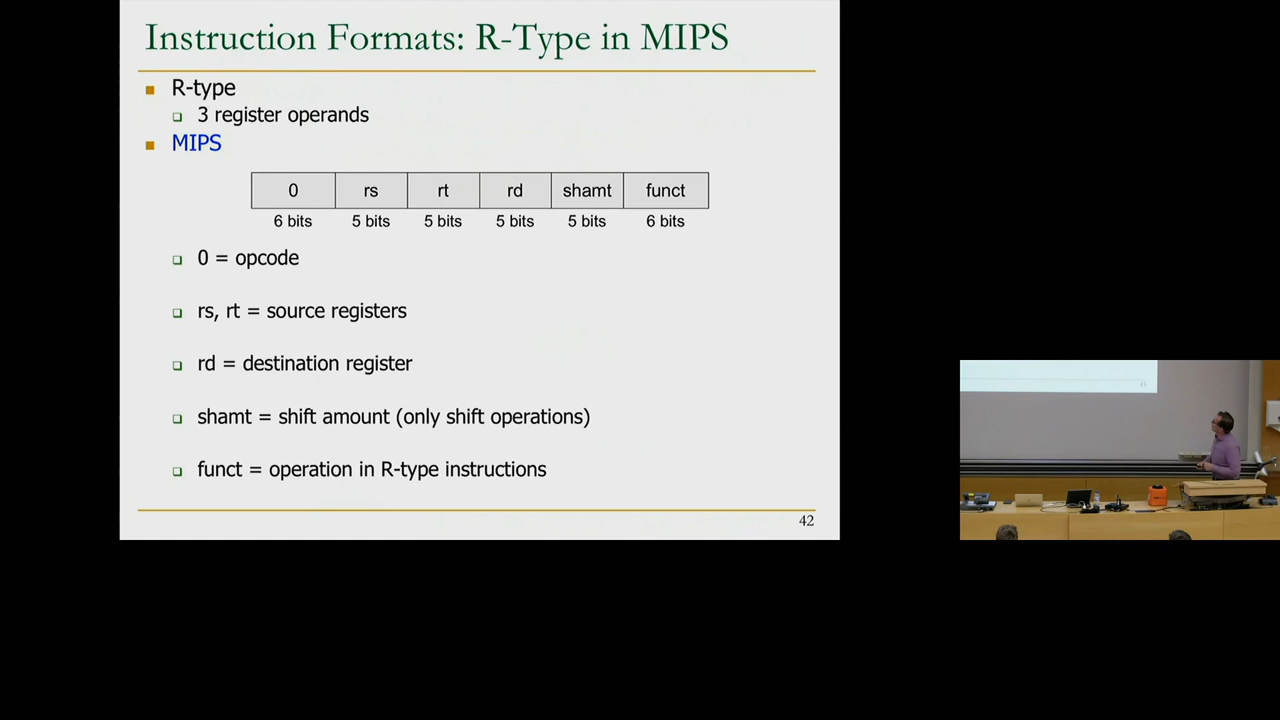 Instruction Formats: R-Type in MIPS
R-type
3 register operands
MIPS
0 rs rt rd shamt funct
6 bits 5 bits 5 bits 5 bits 5 bits 6 bits
0 = opcode
rs, rt = source registers
rd = destination register
shamt = shift amount (only shift operations)
funct = operation in R-type instructions
42